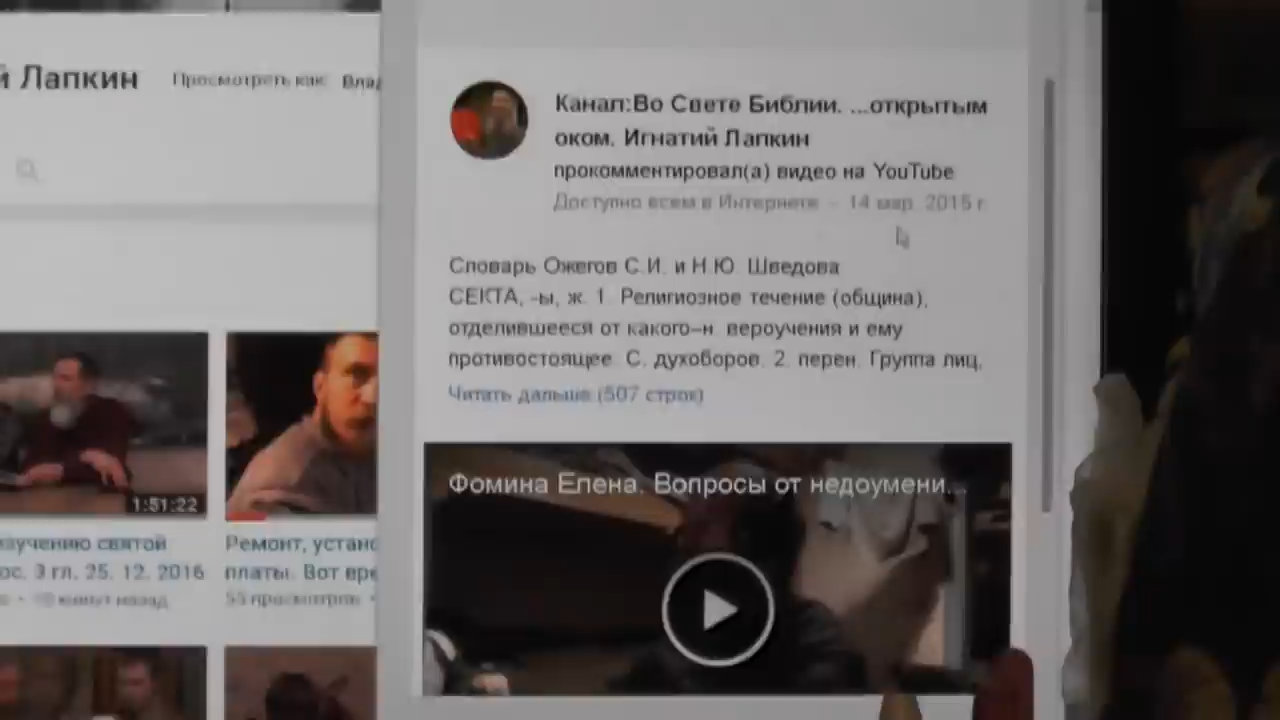 й Лапкин
Просмотреть как:
Влад
Канал:Во Свете Библии. ...открытым
оком. Игнатий Лапкин
прокомментировал(а) видео на YouTube
Доступно всем в Интернете - 14 мар. 2015 г.
Словарь Ожегов С.И. и Н.Ю. Шведова
СЕКТА, -ы, ж. 1. Религиозное течение (община),
отделившееся от какого-н. вероучения и ему
противостоящее. С. духоборов. 2. перен. Группа лиц,
Читать дальше (507 строк)
Фомина Елена. Вопросы от недоумени...
1:51:22
изучению святой
ос. 3 гл. 25. 12. 2016
минут назад
Ремонт, устано
платы. Вот вре
просмотров •